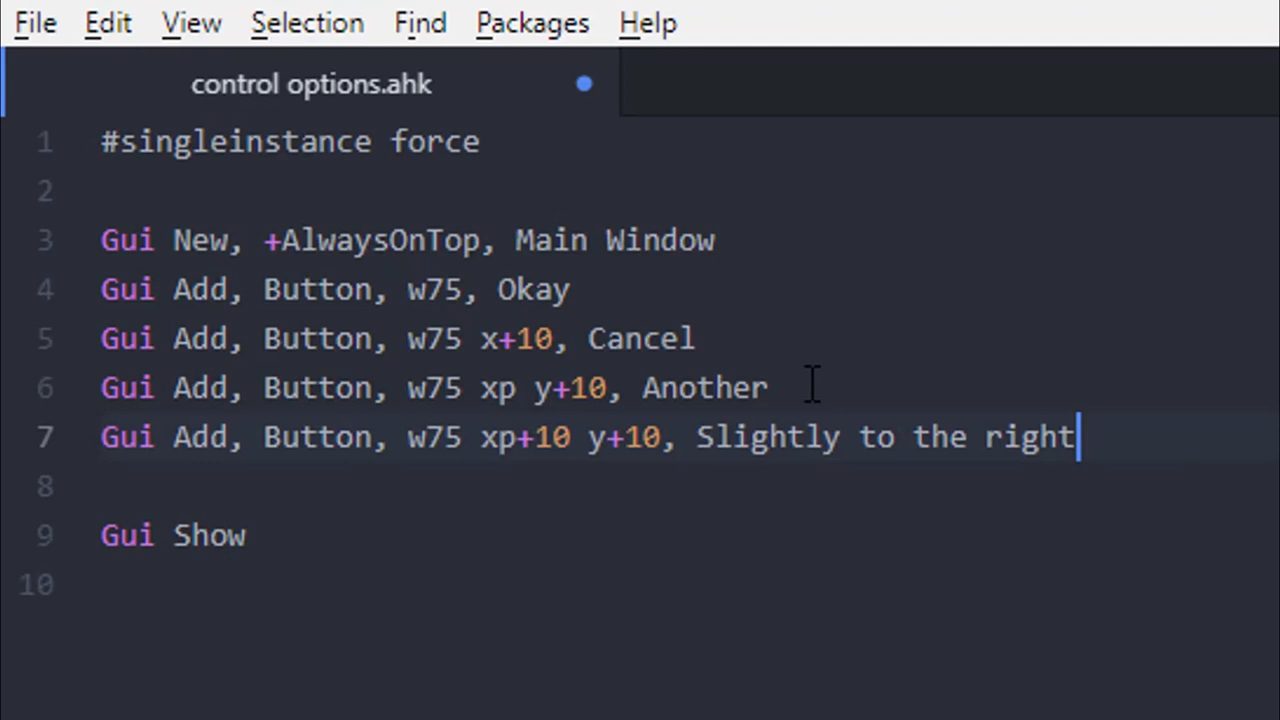 File Edit View Selection Find Packages Help
control options.ahk
1 #singleinstance force
2
3 Gui New, +AlwaysOnTop, Main Window
4 Gui Add, Button, w75, Okay
5 Gui Add, Button, w75 x+10, Cancel
6 Gui Add, Button, w75 xp y+10, Another
7 Gui Add, Button, w75 xp+10 y+10, Slightly to the right
8
9 Gui Show
10